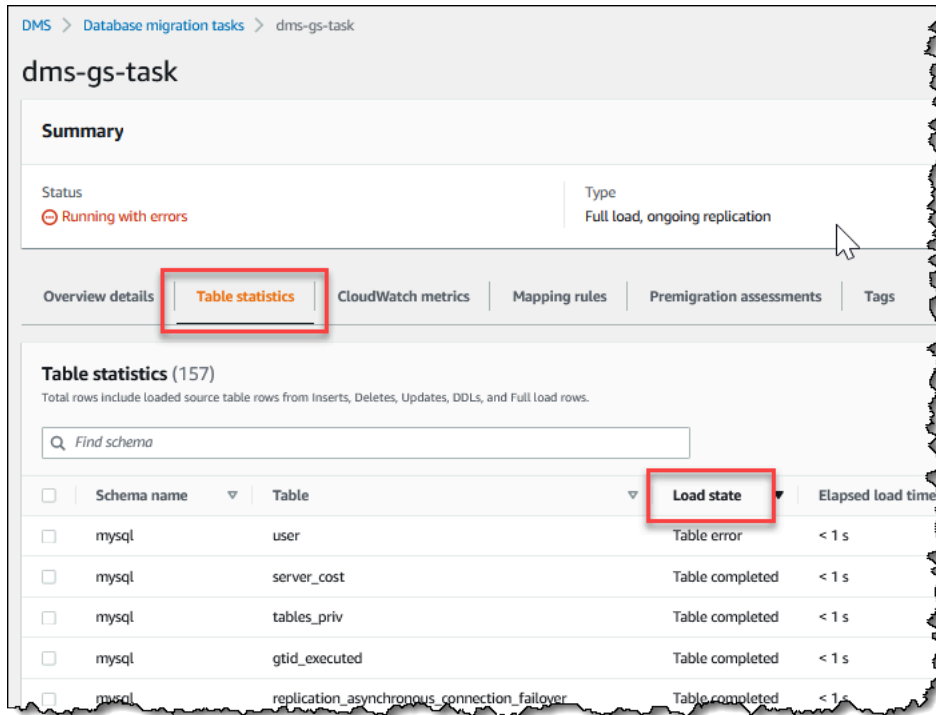 DMS > Database migration tasks > dms-gs-task
dms-gs-task
Summary
Status
Type
Running with errors
Full load, ongoing replication
Overview details Table statistics CloudWatch metrics Mapping rules Premigration assessments Tags
Table statistics (157)
Total rows include loaded source table rows from Inserts, Deletes, Updates, DDLs, and Full load rows.
Find schema
Schema name Table Load state Elapsed load time
mysql user Table error < 1 s
mysql server_cost Table completed < 1 s
mysql tables_priv Table completed < 1 s
mysql gtid_executed Table completed < 1 s
mysql replication_asynchronous_connection_failover Table completed < 1 s